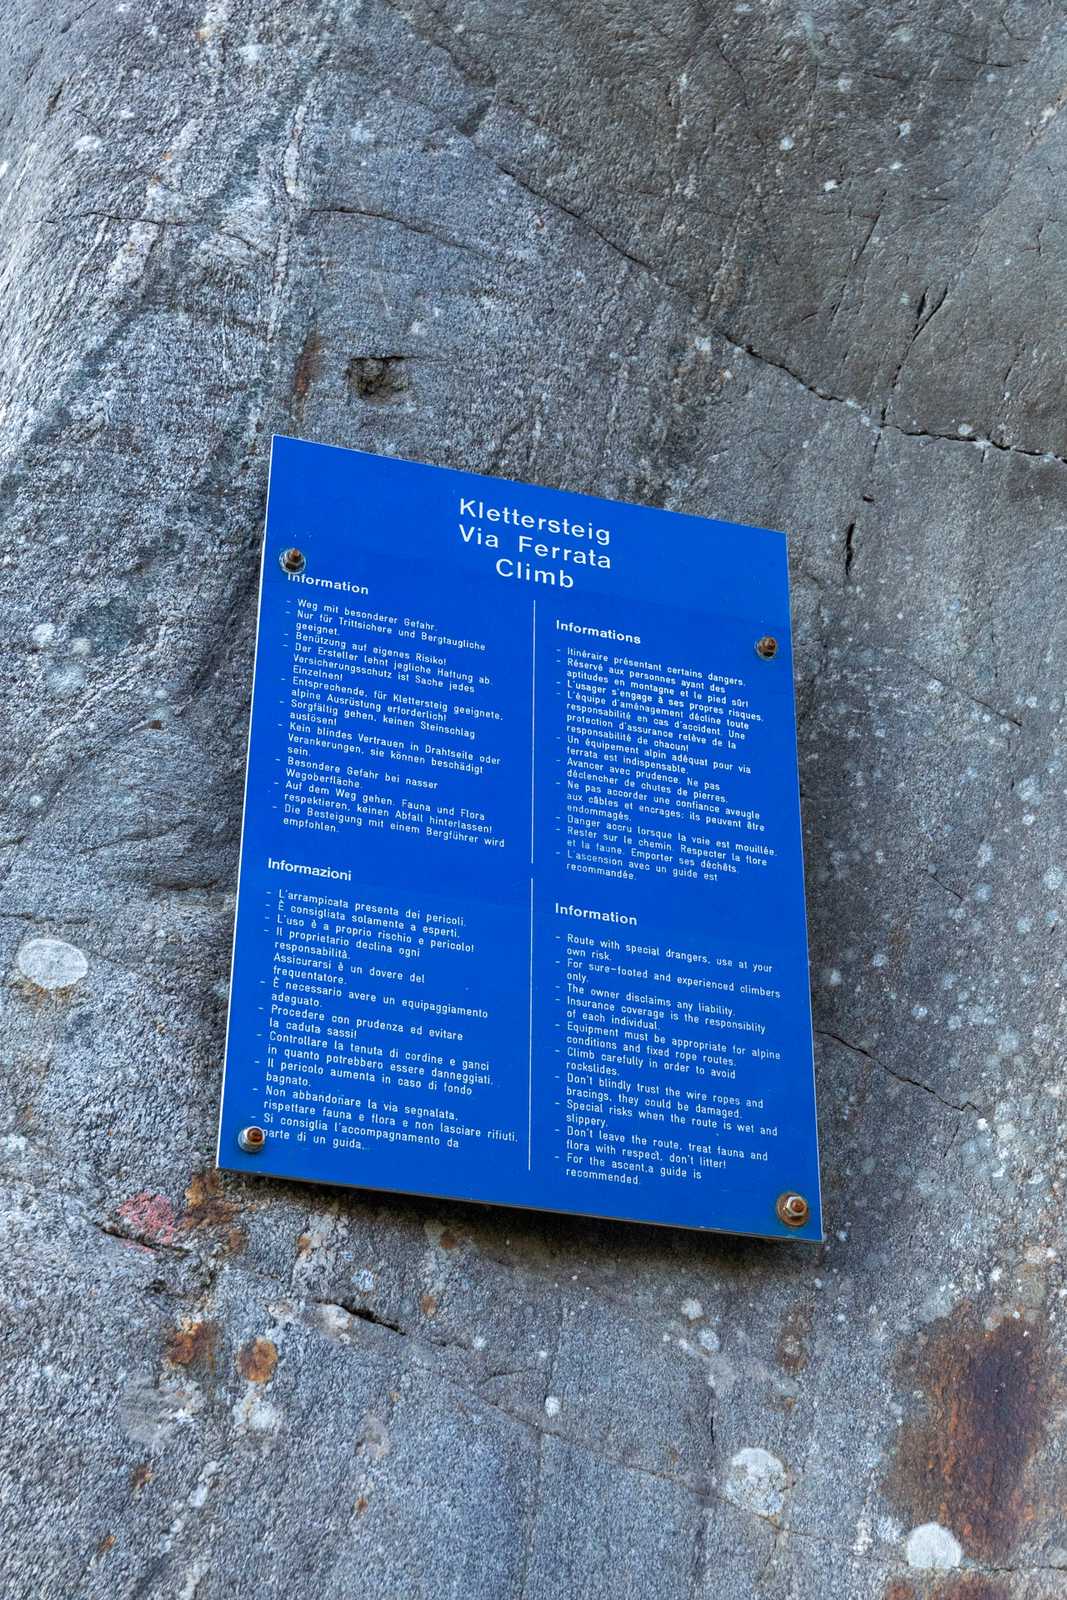 Klettersteig
Via Ferrata
Climb
Information
- Weg mit besonderer Gefahr.
- Nur für Trittsichere und Bergtaugliche
geeignet.
- Benützung auf eigenes Risiko!
- Der Ersteller lehnt jegliche Haftung ab.
Versicherungsschutz ist Sache jedes
Einzelnen!
- Entsprechende, für Klettersteig geeignete,
alpine Ausrüstung erforderlich!
- Sorgfältig gehen, keinen Steinschlag
auslösen!
- Kein blindes Vertrauen in Drahtseile oder
Verankerungen, sie können beschädigt
sein.
- Besondere Gefahr bei nasser
Wegoberfläche.
- Auf dem Weg gehen. Fauna und Flora
respektieren, keinen Abfall hinterlassen!
- Die Besteigung mit einem Bergführer wird
empfohlen.
Informations
- Itinéraire présentant certains dangers.
- Réservé aux personnes ayant des
aptitudes en montagne et le pied sûr!
- L'usager s'engage à ses propres risques.
- L'équipe d'aménagement décline toute
responsabilité en cas d'accident. Une
protection d'assurance relève de la
responsabilité de chacun!
- Un équipement alpin adéquat pour via
ferrata est indispensable.
- Avancer avec prudence. Ne pas
déclencher de chutes de pierres.
- Ne pas accorder une confiance aveugle
aux câbles et encrages; ils peuvent être
endommagés.
- Danger accru lorsque la voie est mouillée.
- Rester sur le chemin. Respecter la flore
et la faune. Emporter ses déchets.
- L'ascension avec un guide est
recommandée.
Informazioni
- L'arrampicata presenta dei pericoli.
- È consigliata solamente a esperti.
- L'uso è a proprio rischio e pericolo!
- Il proprietario declina ogni
responsabilità.
Assicurarsi è un dovere del
frequentatore.
- È necessario avere un equipaggiamento
adeguato.
- Procedere con prudenza ed evitare
la caduta sassi!
- Controllare la tenuta di cordine e ganci
in quanto potrebbero essere danneggiati.
- Il pericolo aumenta in caso di fondo
bagnato.
- Non abbandonare la via segnalata,
rispettare fauna e flora e non lasciare rifiuti.
- Si consiglia l'accompagnamento da
parte di un guida.
Information
- Route with special drangers, use at your
own risk.
- For sure-footed and experienced climbers
only.
- The owner disclaims any liability.
- Insurance coverage is the responsiblity
of each individual.
- Equipment must be appropriate for alpine
conditions and fixed rope routes.
- Climb carefully in order to avoid
rockslides.
- Don't blindly trust the wire ropes and
bracings, they could be damaged.
- Special risks when the route is wet and
slippery.
- Don't leave the route, treat fauna and
flora with respect, don't litter!
- For the ascent,a guide is
recommended.